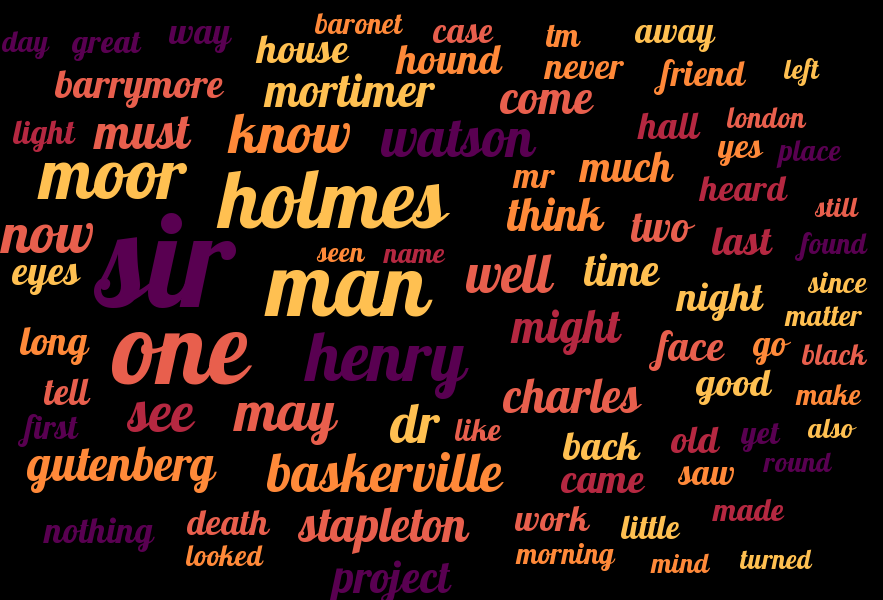 baronet
day great way case tm away
house hound never friend left
barrymore mortimer come
light must know watson hall london
yes place
moor holmes mr much heard
think still
now sir seen name two last found
eyes man well time since
night matter
long one henry might face go black
tell good make
see may charles
first dr like back old yet also
gutenberg baskerville came saw round
nothing death stapleton work little made
looked morning mind turned
project